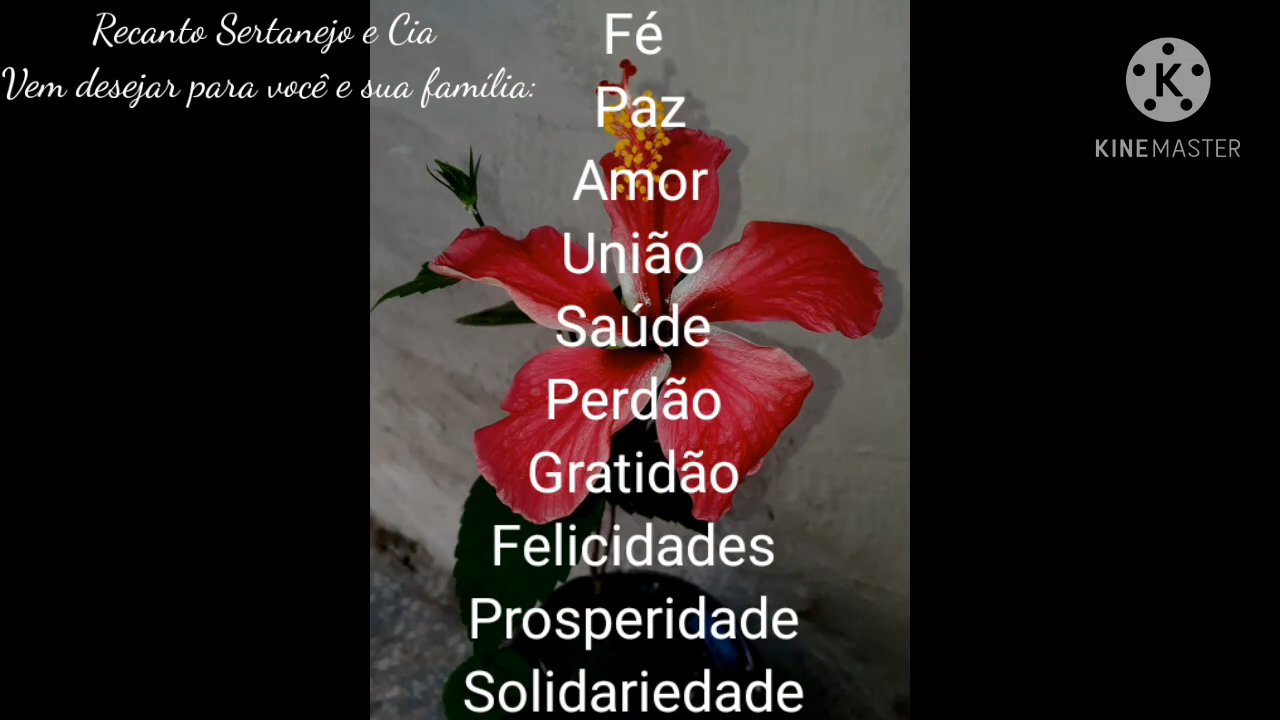 Recanto Sertanejo e Cia
Vem desejar para você e sua família:
Fé
Paz
Amor
União
Saúde
Perdão
Gratidão
Felicidades
Prosperidade
Solidariedade
K
KINEMASTER